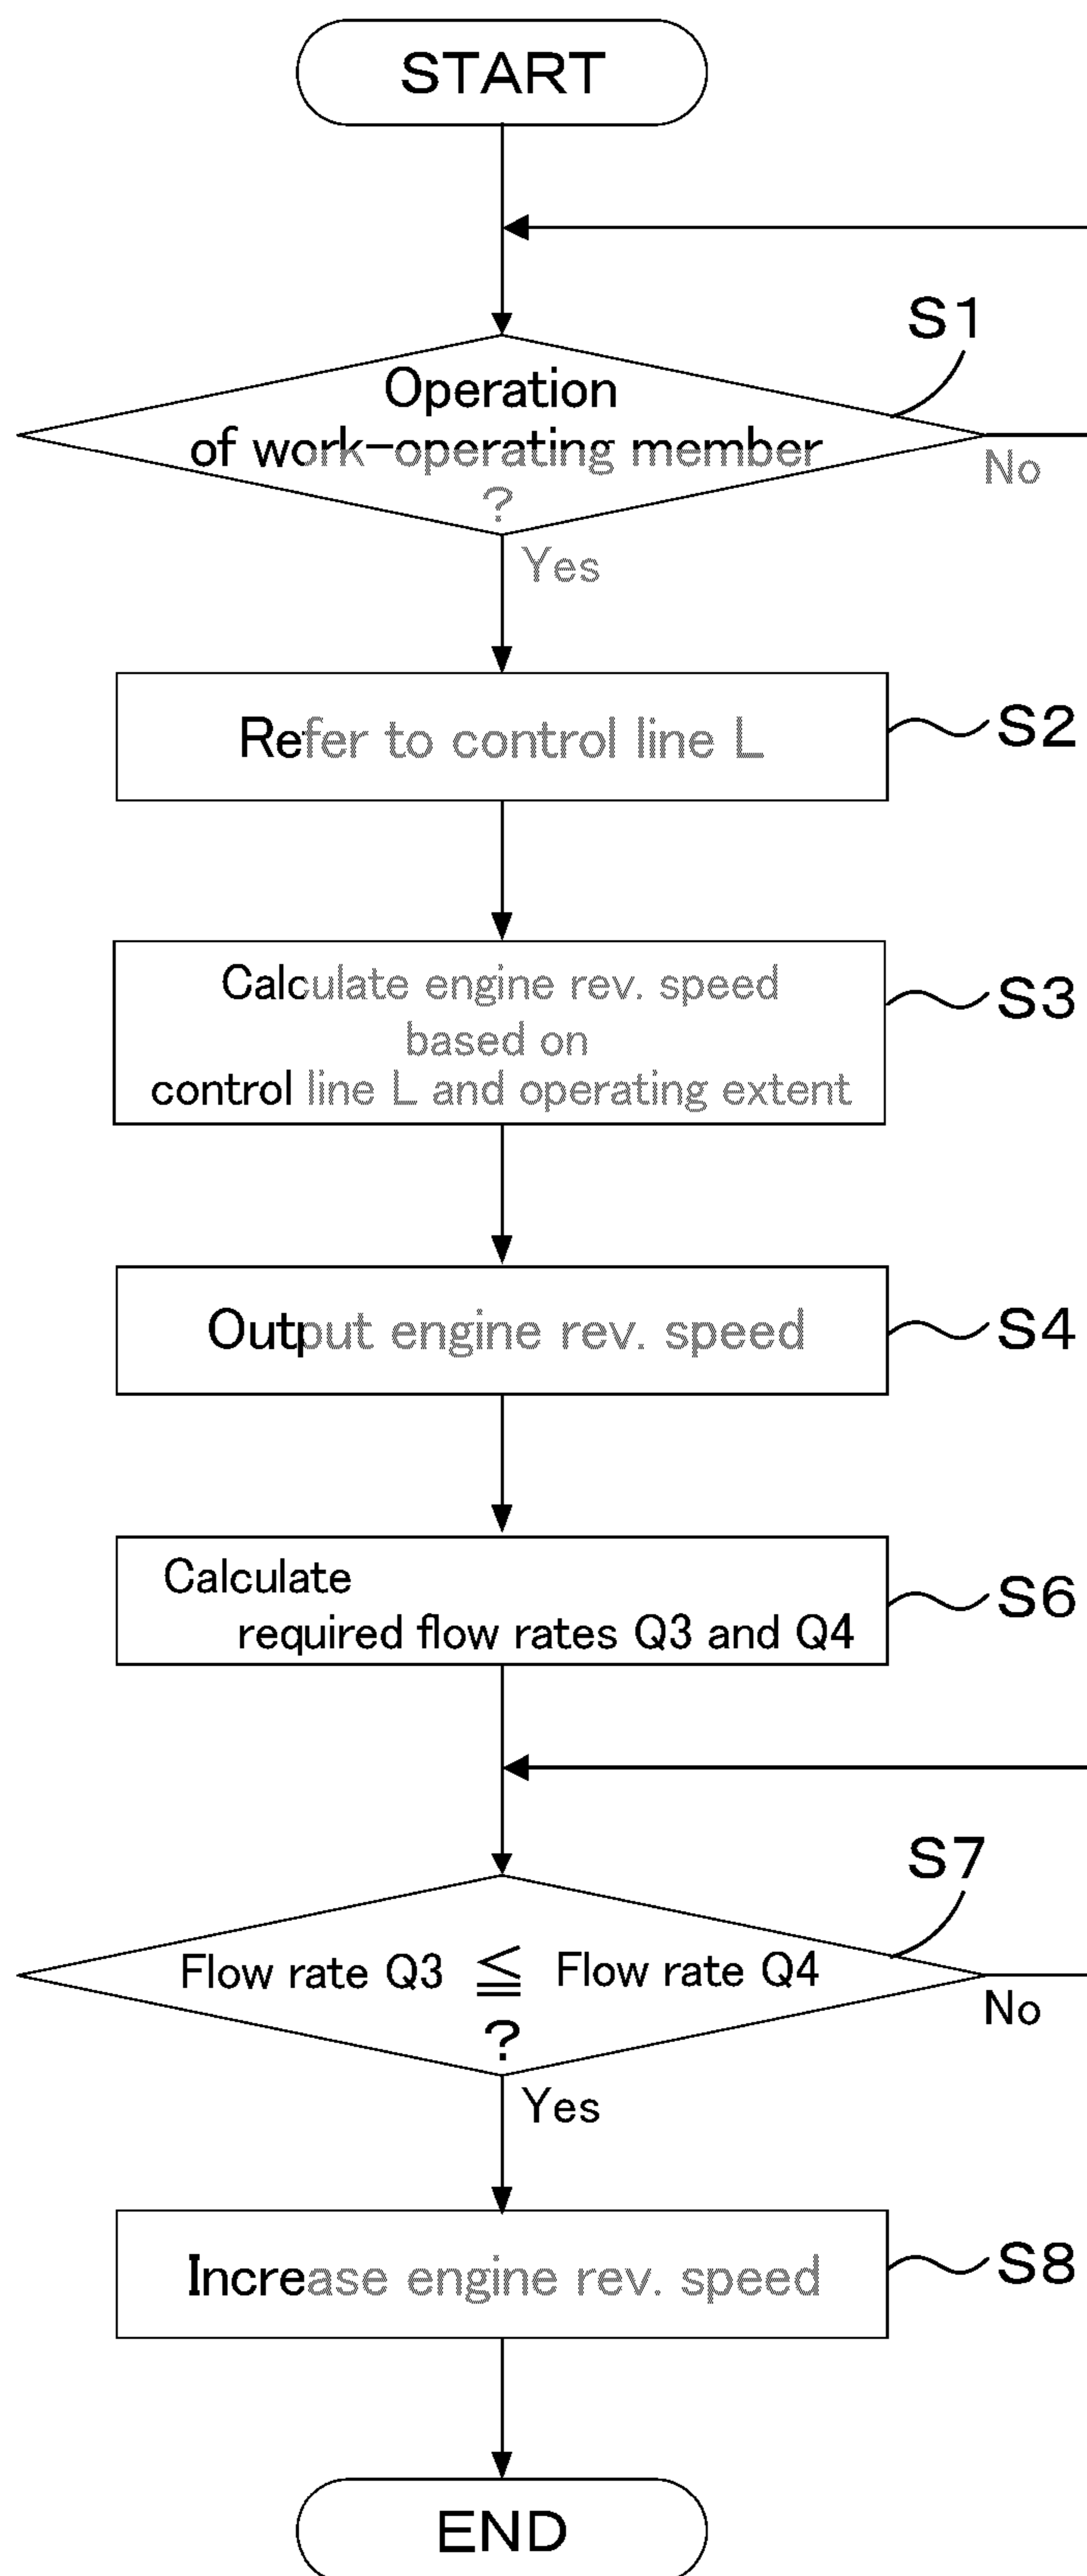 START
S1
Operation
of work-operating member
?
No
Yes
Refer to control line L
S2
Calculate engine rev. speed
based on
control line L and operating extent
S3
Output engine rev. speed
S4
Calculate
required flow rates Q3 and Q4
S6
S7
Flow rate Q3 ≦ Flow rate Q4
?
No
Yes
Increase engine rev. speed
S8
END